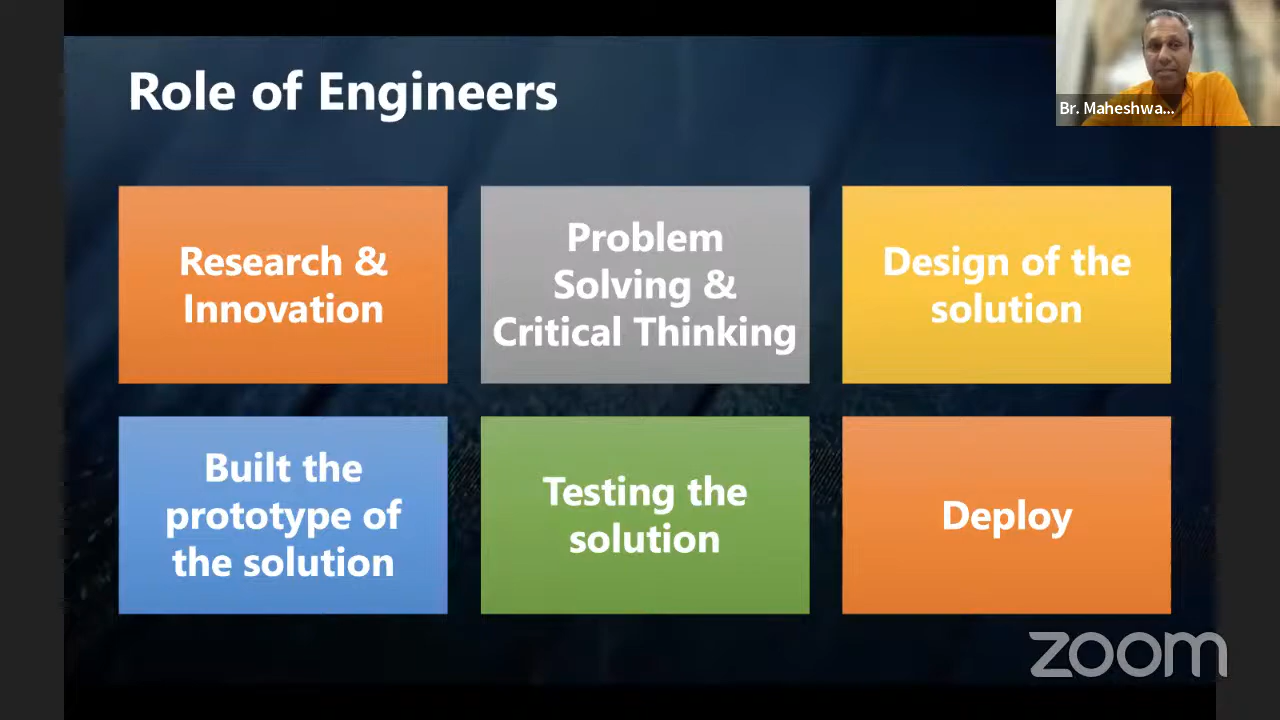 Role of Engineers
Br. Maheshwa...
Research &
Innovation
Problem
Solving &
Critical Thinking
Design of the
solution
Built the
prototype of
the solution
Testing the
solution
Deploy
zoom